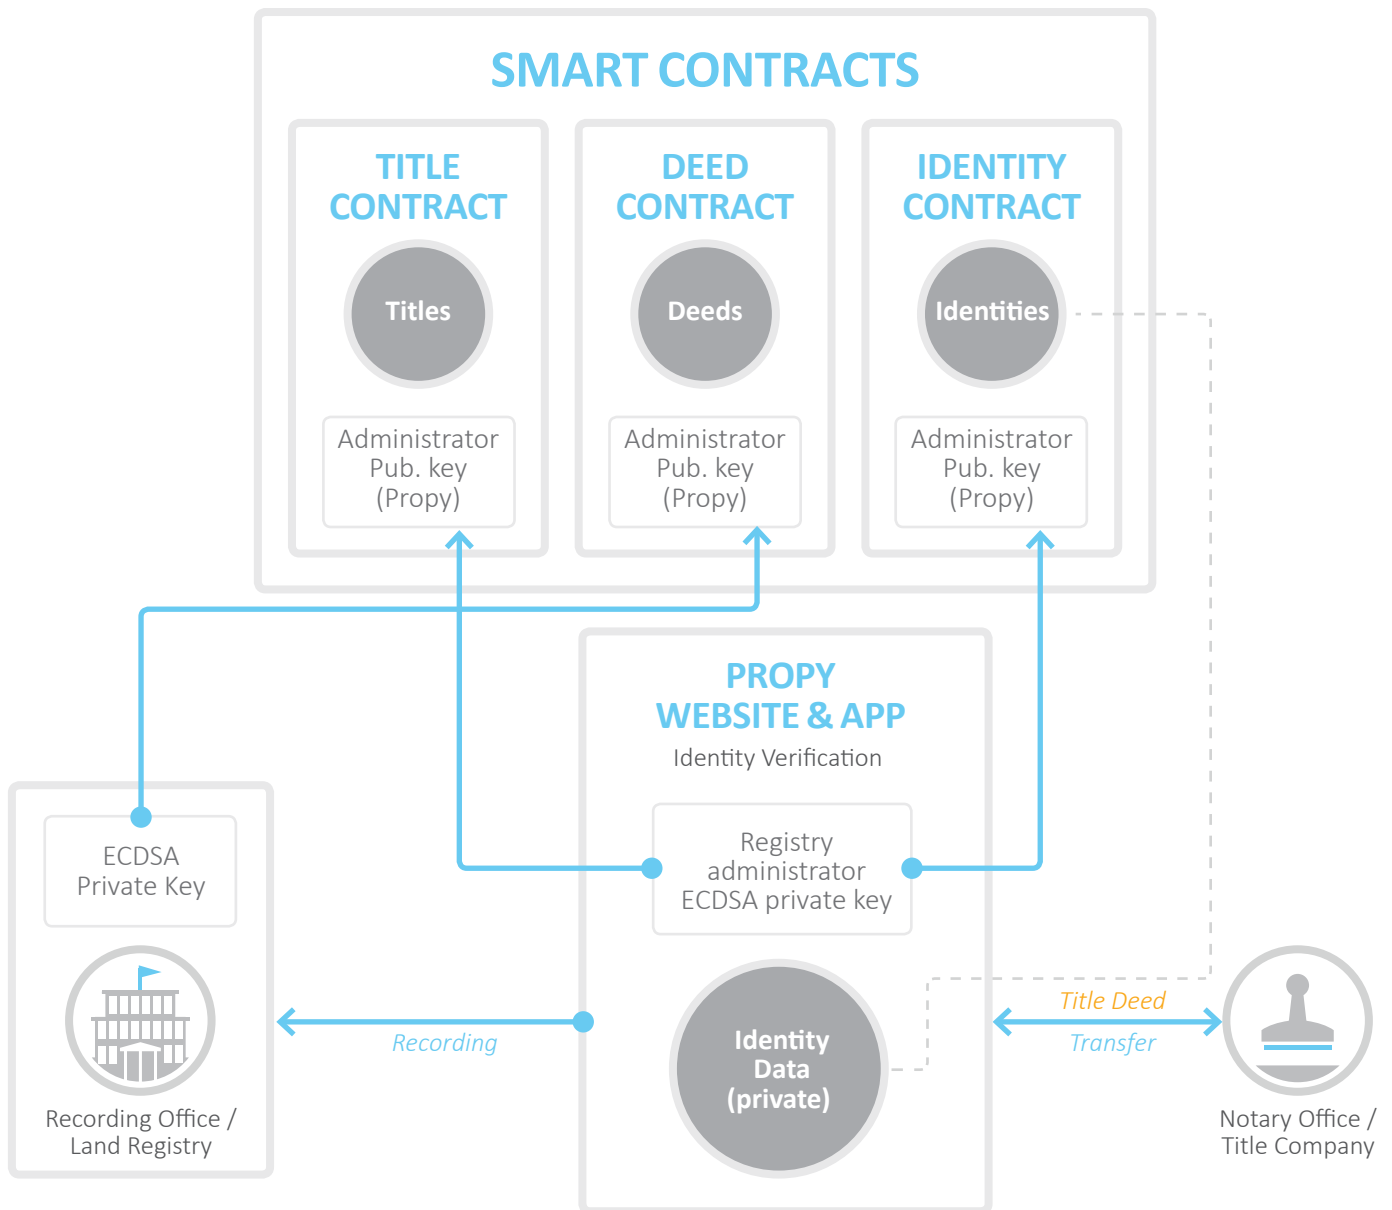 SMART CONTRACTS
TITLE
CONTRACT
Titles
Administrator
Pub. key
(Propy)
DEED
CONTRACT
Deeds
Administrator
Pub. key
(Propy)
IDENTITY
CONTRACT
Identities
Administrator
Pub. key
(Propy)
PROPY
WEBSITE & APP
Identity Verification
Registry
administrator
ECDSA private key
Identity
Data
(private)
ECDSA
Private Key
Recording Office /
Land Registry
Recording
Title Deed
Transfer
Notary Office /
Title Company